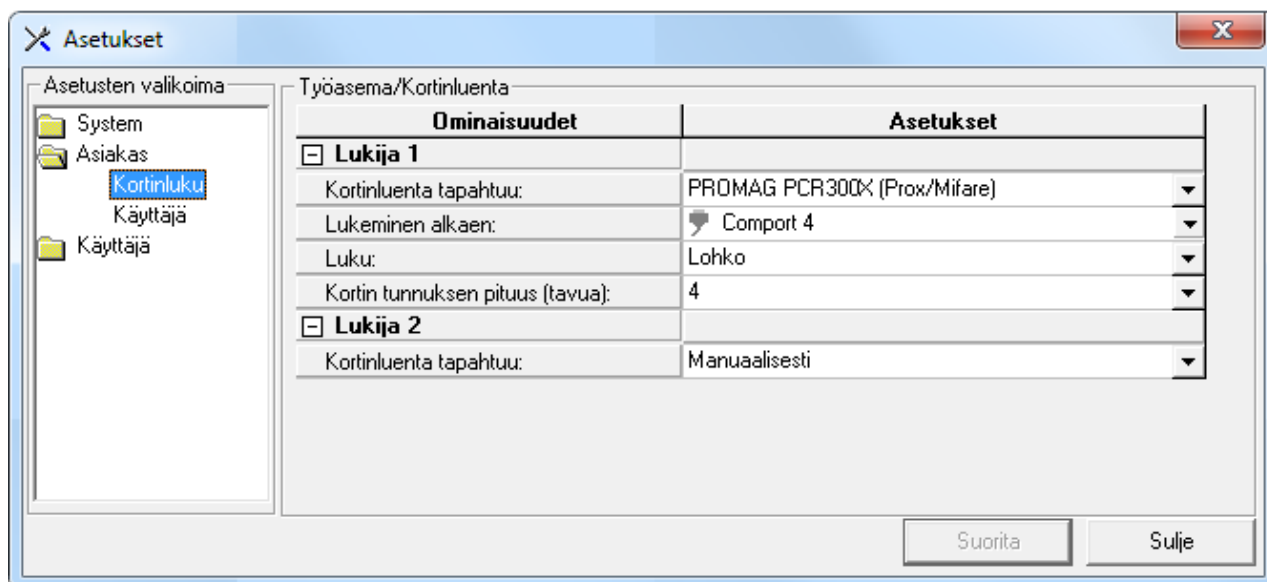 Asetukset
Asetusten valikoima
System
Asiakas
Kortinluku
Käyttäjä
Käyttäjä
Työasema/Kortinluenta
Ominaisuudet Asetukset
Lukija 1
Kortinluenta tapahtuu: PROMAG PCR300X (Prox/Mifare)
Lukeminen alkaen: Comport 4
Luku: Lohko
Kortin tunnuksen pituus (tavua): 4
Lukija 2
Kortinluenta tapahtuu: Manuaalisesti
Suorita Sulje